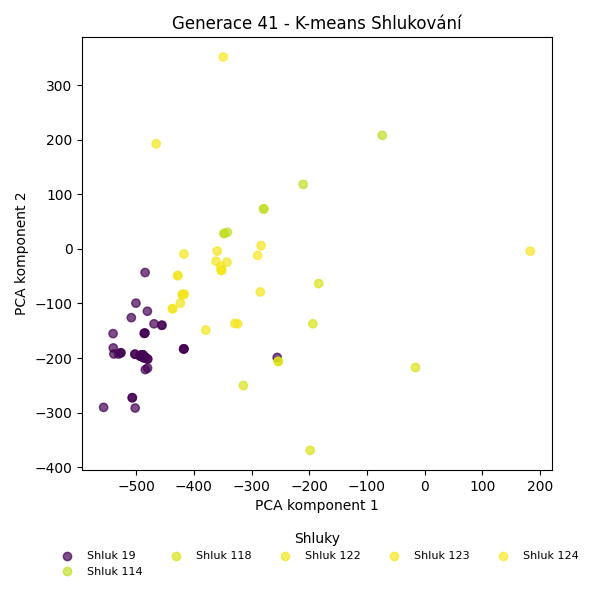 Generace 41 - K-means Shlukování
PCA komponent 2
300
200
100
0
−100
−200
−300
−400
−500
−400
−300
−200
−100
0
100
200
PCA komponent 1
Shluky
Shluk 19
Shluk 118
Shluk 122
Shluk 123
Shluk 124
Shluk 114